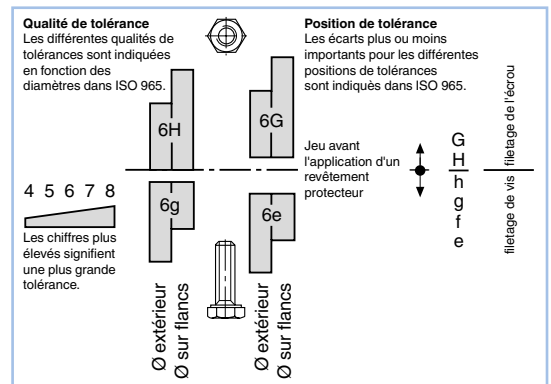 Qualité de tolérance
Les différentes qualités de
tolérances sont indiquées
en fonction des
diamètres dans ISO 965.
Position de tolérance
Les écarts plus ou moins
importants pour les différentes
positions de tolérances
sont indiqués dans ISO 965.
6H
6G
Jeu avant
l'application d'un
revêtement
protecteur
G
H
h
g
f
e
filetage de l'écrou
filetage de vis
4 5 6 7 8
Les chiffres plus
élevés signifient
une plus grande
tolérance.
6g
6e
Ø extérieur
Ø sur flancs
Ø extérieur
Ø sur flancs